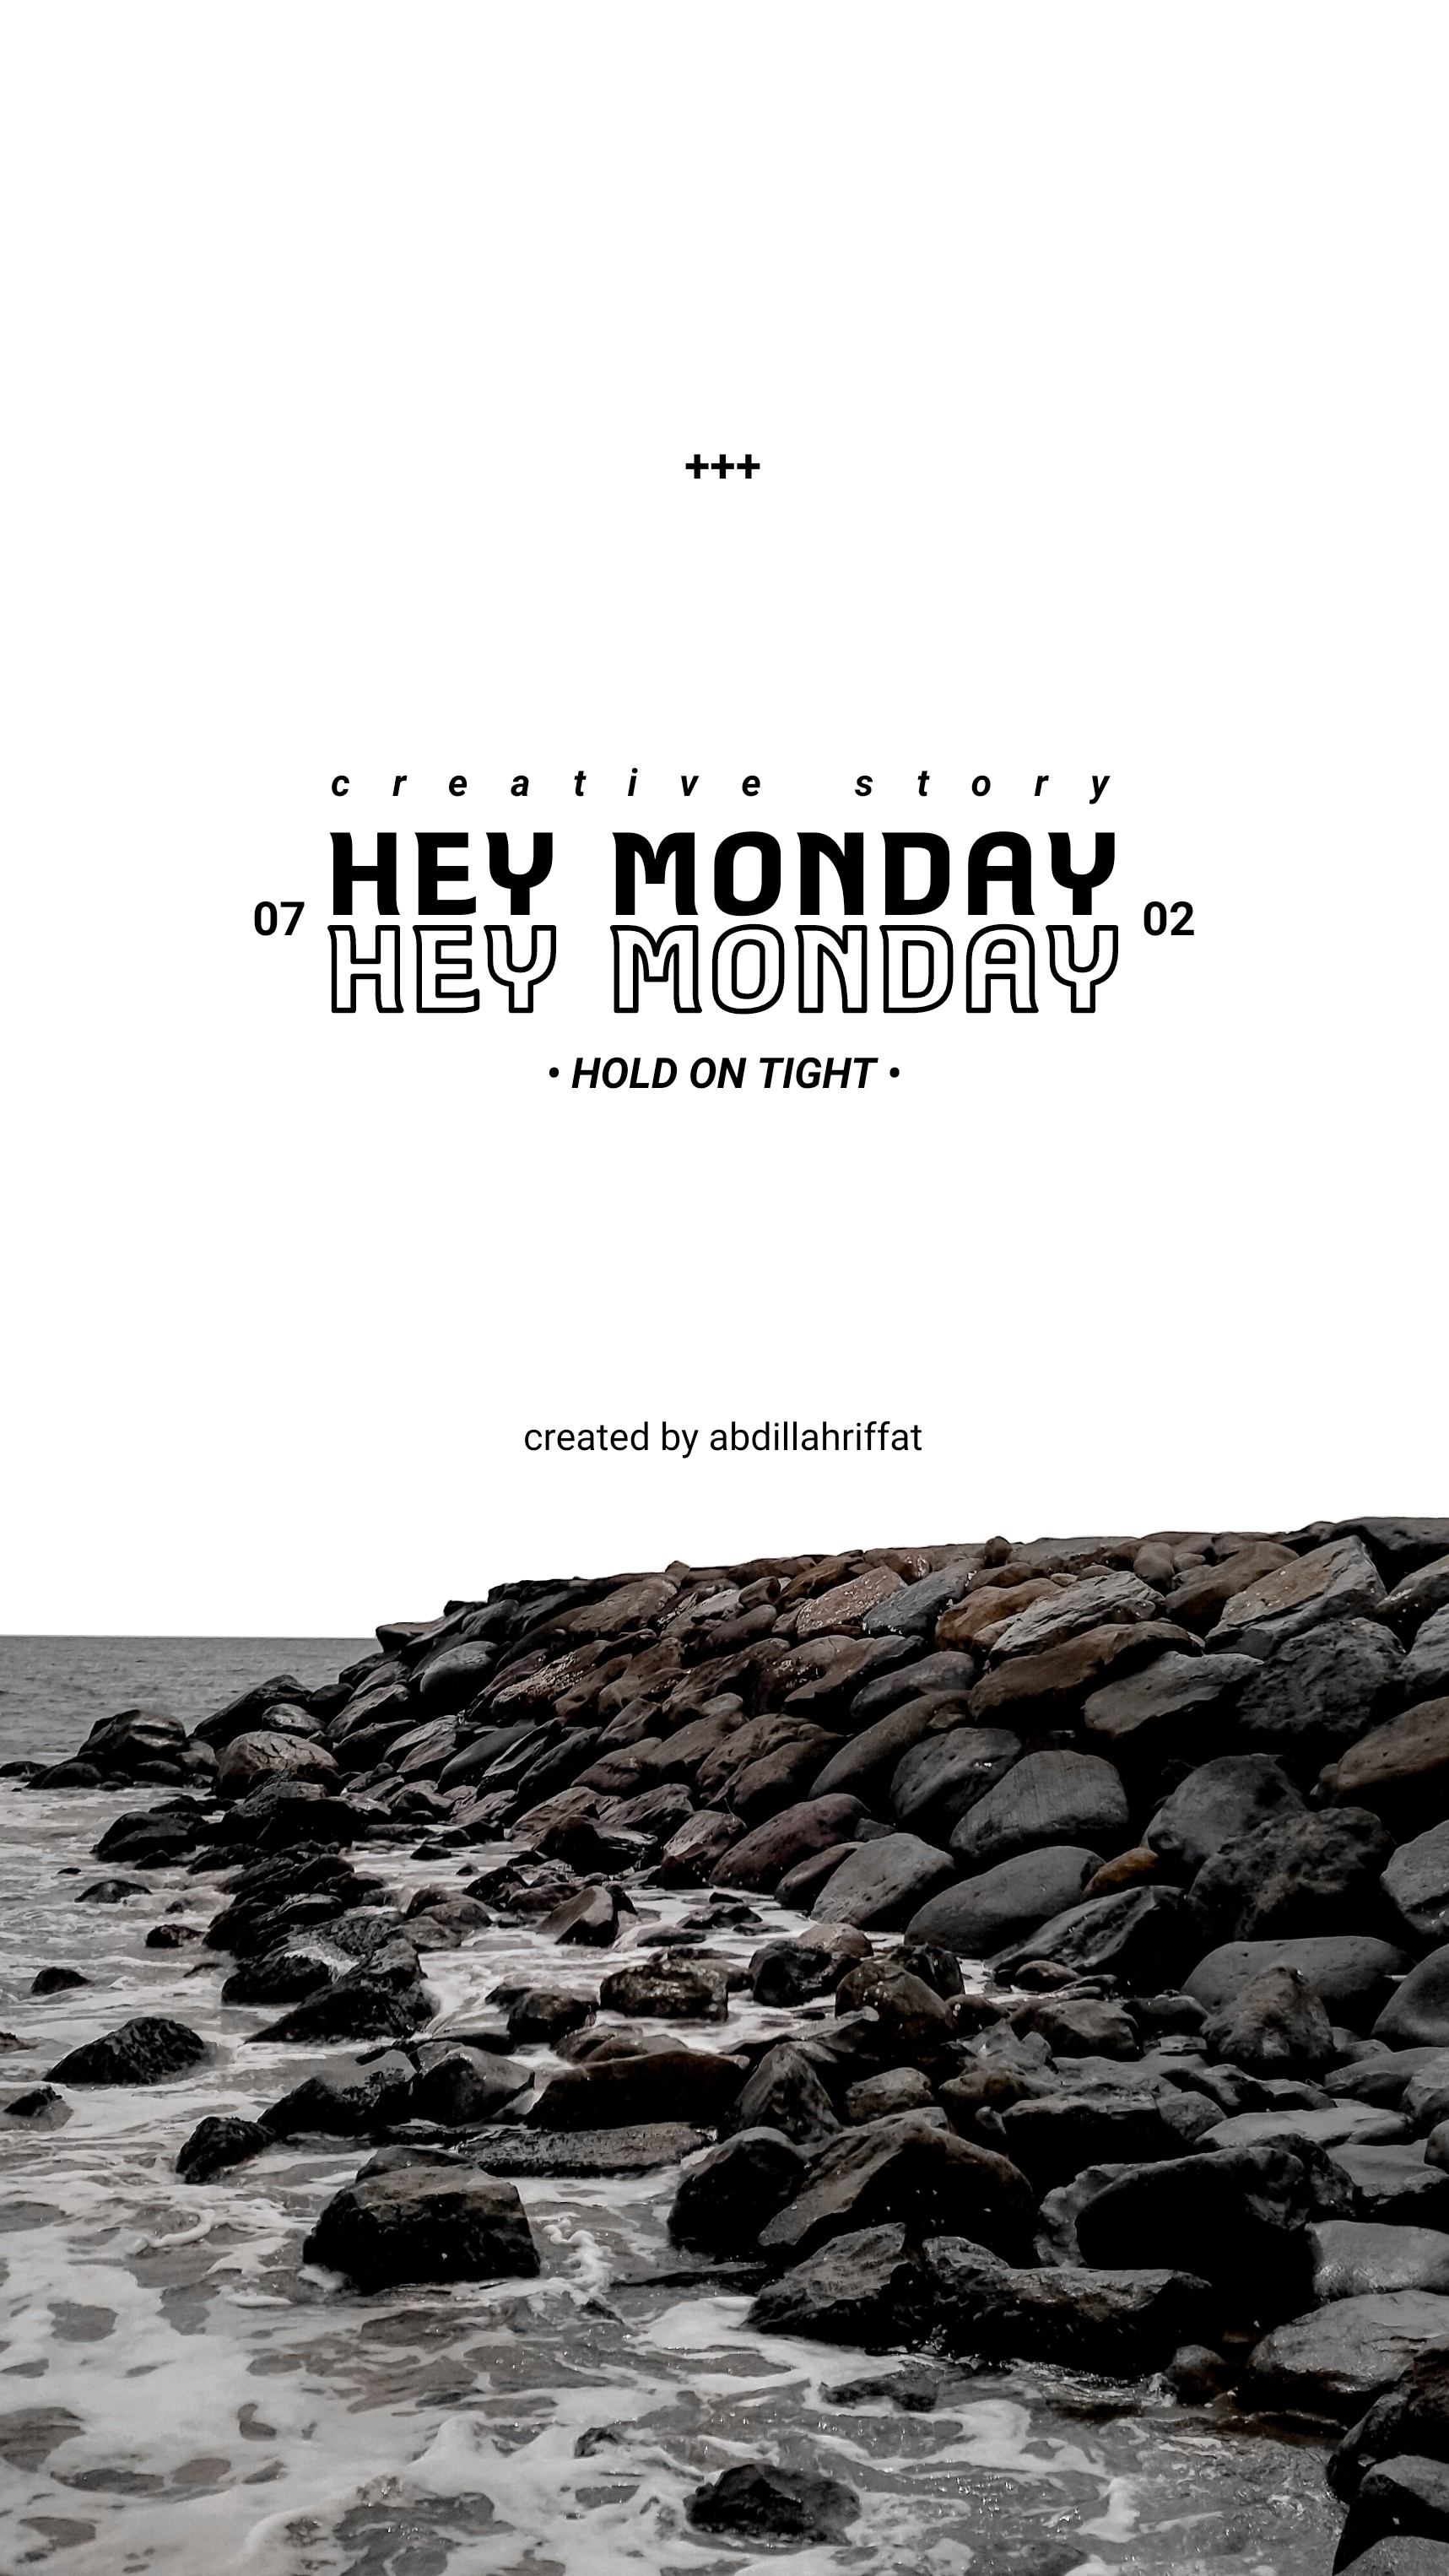 +++
creative story
HEY MONDAY
07
02
HEY MONDAY
• HOLD ON TIGHT •
created by abdillahriffat